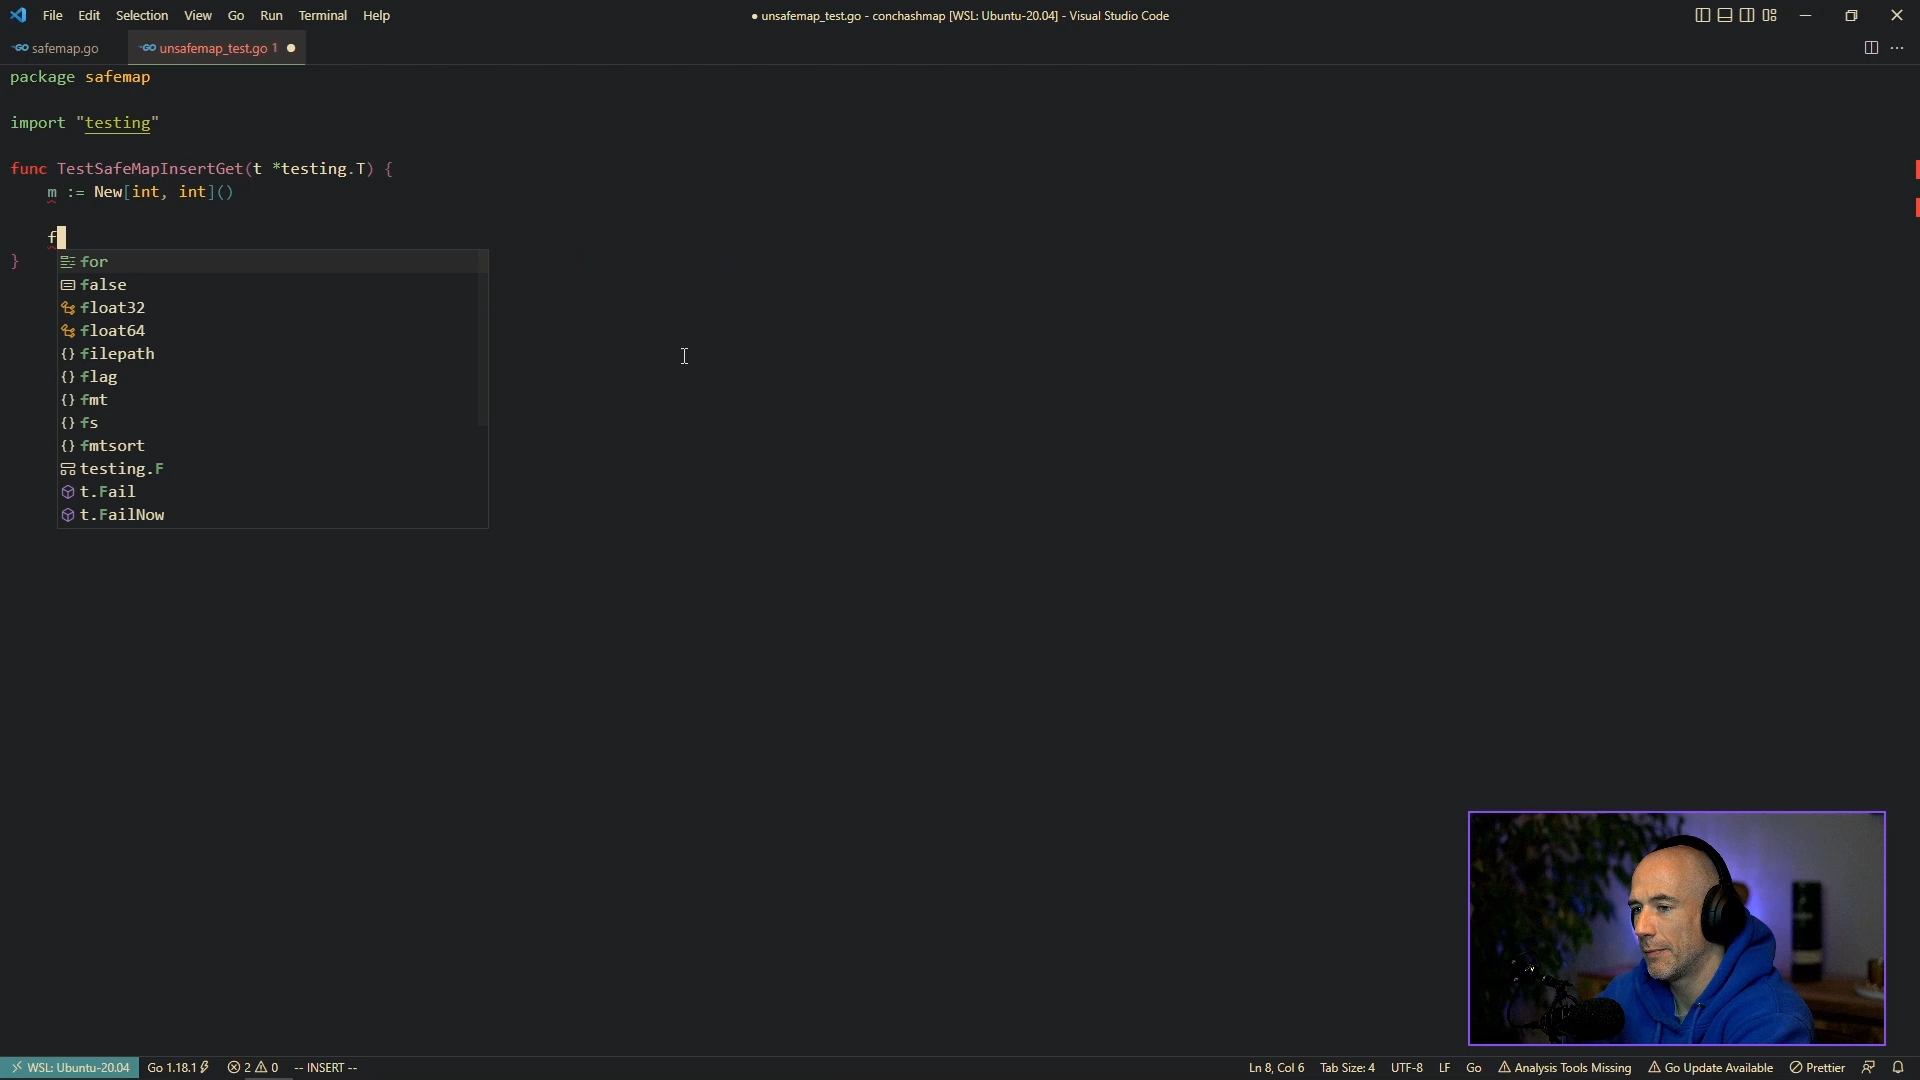 File Edit Selection View Go Run Terminal Help
● unsafemap_test.go - conchashmap [WSL: Ubuntu-20.04] - Visual Studio Code
safemap.go
unsafemap_test.go 1 ●
package safemap
import "testing"
func TestSafeMapInsertGet(t *testing.T) {
m := New[int, int]()
f
}
for
false
float32
float64
filepath
flag
fmt
fs
fmtsort
testing.F
t.Fail
t.FailNow
WSL: Ubuntu-20.04 Go 1.18.1 2 0 -- INSERT -- Ln 8, Col 6 Tab Size: 4 UTF-8 LF Go Analysis Tools Missing Go Update Available Prettier